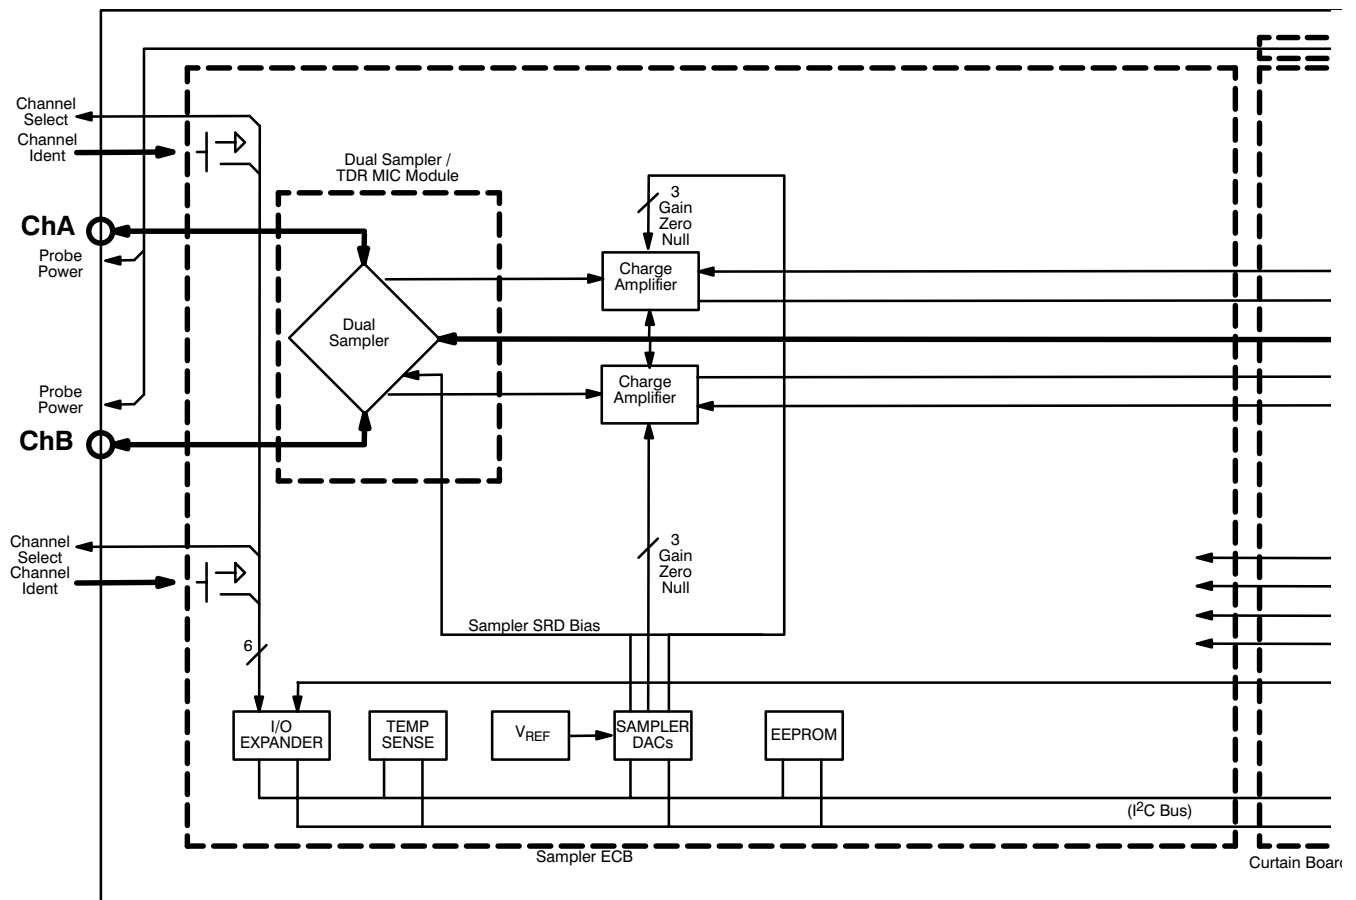 Channel
Select
Channel
Ident
Dual Sampler /
TDR MIC Module
ChA
Probe
Power
3
Gain
Zero
Null
Charge
Amplifier
Dual
Sampler
Charge
Amplifier
Probe
Power
ChB
Channel
Select
Channel
Ident
3
Gain
Zero
Null
Sampler SRD Bias
6
I/O
EXPANDER
TEMP
SENSE
VREF
SAMPLER
DACs
EEPROM
(I2C Bus)
Sampler ECB
Curtain Board